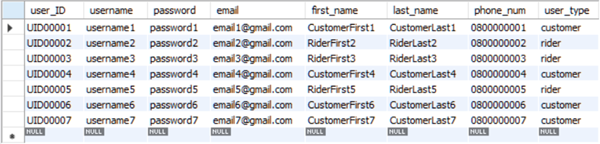 user_ID username password email first_name last_name phone_num user_type
UID00001 username1 password1 email1@gmail.com CustomerFirst1 CustomerLast1 0800000001 customer
UID00002 username2 password2 email2@gmail.com RiderFirst2 RiderLast2 0800000002 rider
UID00003 username3 password3 email3@gmail.com RiderFirst3 RiderLast3 0800000003 rider
UID00004 username4 password4 email4@gmail.com CustomerFirst4 CustomerLast4 0800000004 customer
UID00005 username5 password5 email5@gmail.com RiderFirst5 RiderLast5 0800000005 rider
UID00006 username6 password6 email6@gmail.com CustomerFirst6 CustomerLast6 0800000006 customer
UID00007 username7 password7 email7@gmail.com CustomerFirst7 CustomerLast7 0800000007 customer
NULL NULL NULL NULL NULL NULL NULL NULL